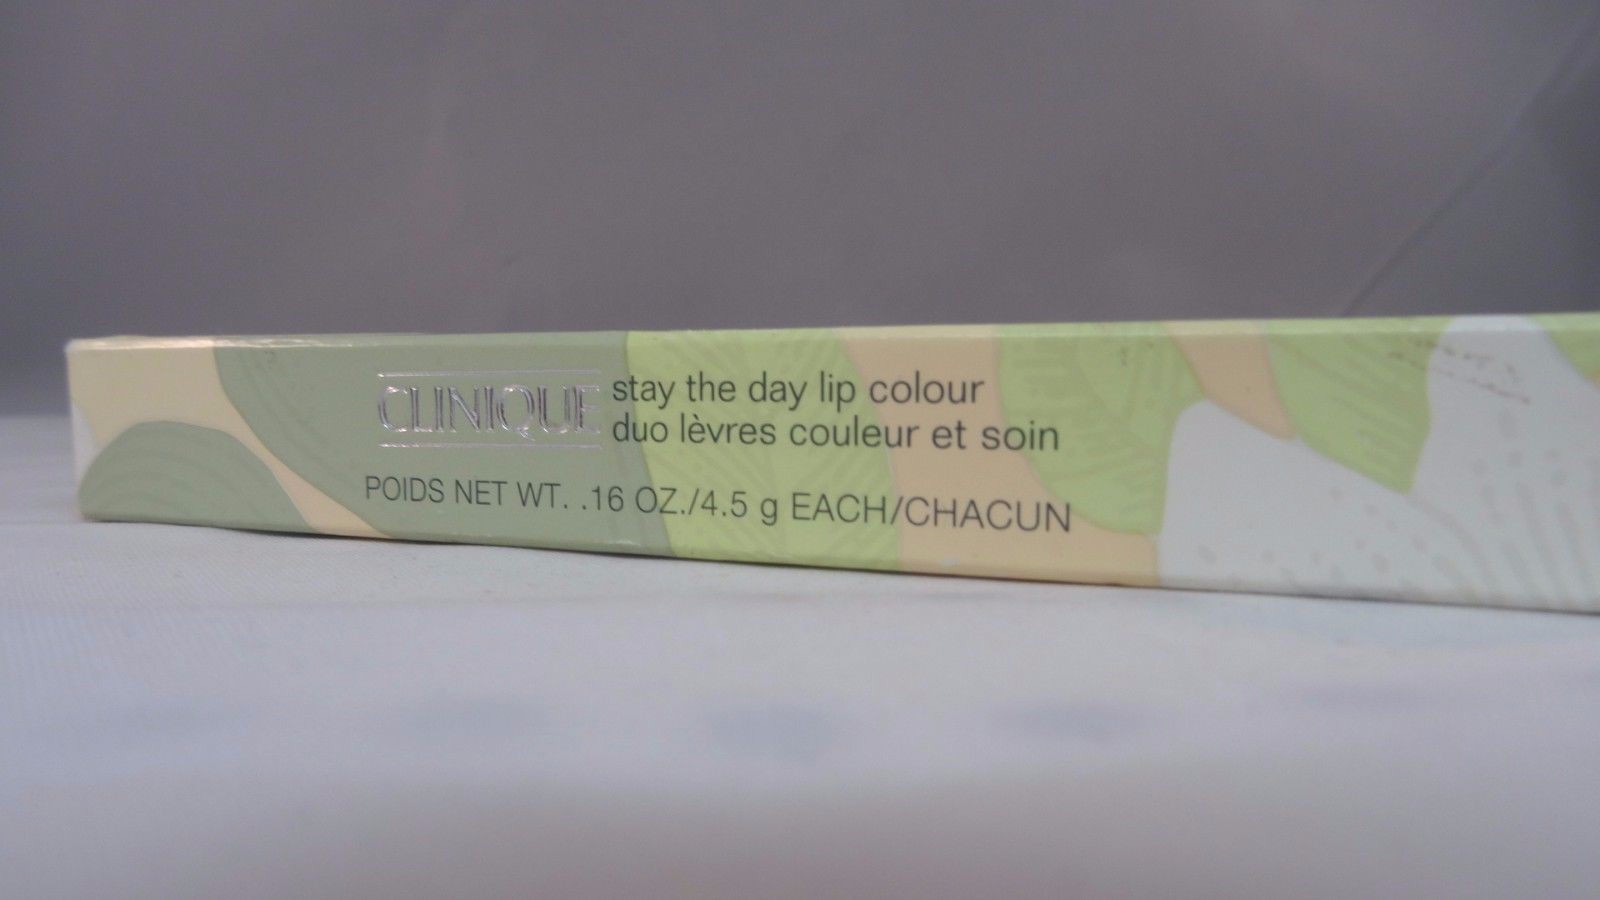 CLINIQUE stay the day lip colour
duo lèvres couleur et soin
POIDS NET WT. .16 OZ./4.5 g EACH/CHACUN